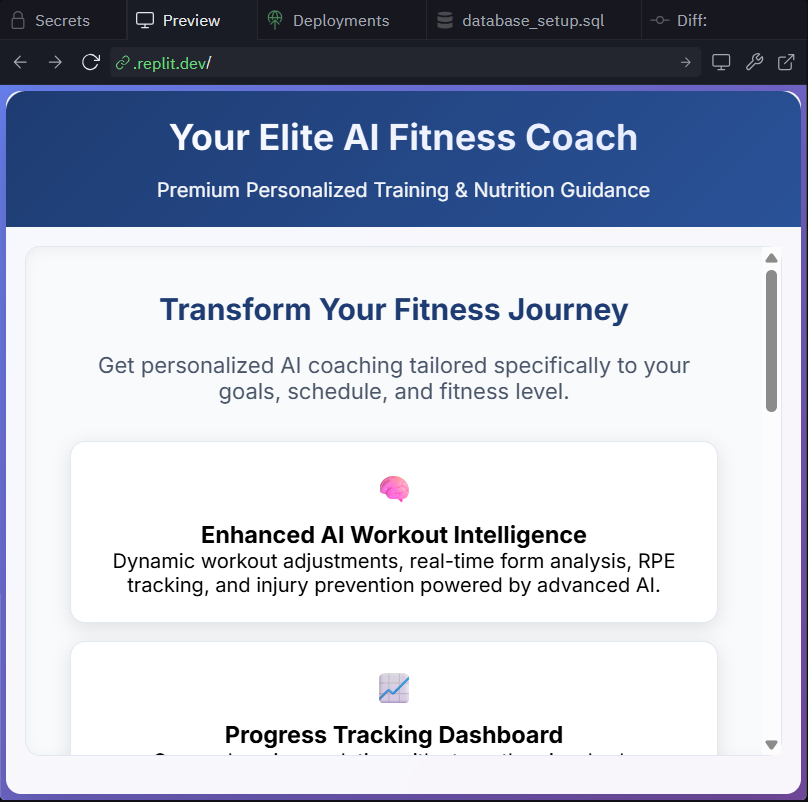 Secrets
Preview
Deployments
database_setup.sql
Diff:
.replit.dev/
Your Elite AI Fitness Coach
Premium Personalized Training & Nutrition Guidance
Transform Your Fitness Journey
Get personalized AI coaching tailored specifically to your
goals, schedule, and fitness level.
Enhanced AI Workout Intelligence
Dynamic workout adjustments, real-time form analysis, RPE
tracking, and injury prevention powered by advanced AI.
Progress Tracking Dashboard